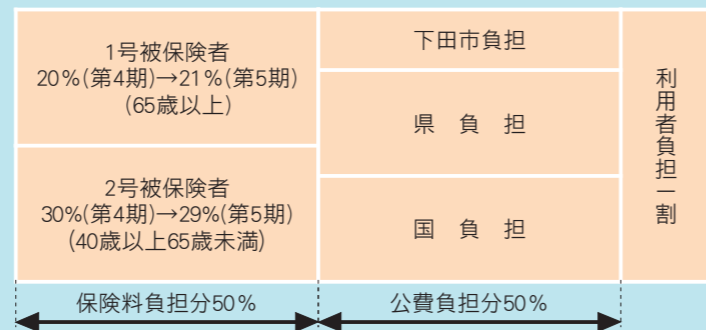 1号被保険者
20%(第4期)→21%(第5期)
(65歳以上)
2号被保険者
30%(第4期)→29%(第5期)
(40歳以上65歳未満)
下田市負担
県　負　担
国　負　担
利用者負担一割
保険料負担分50%
公費負担分50%